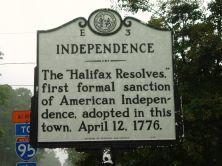 E 3
INDEPENDENCE
The "Halifax Resolves,"
first formal sanction
of American Indepen-
dence, adopted in this
town, April 12, 1776.
95